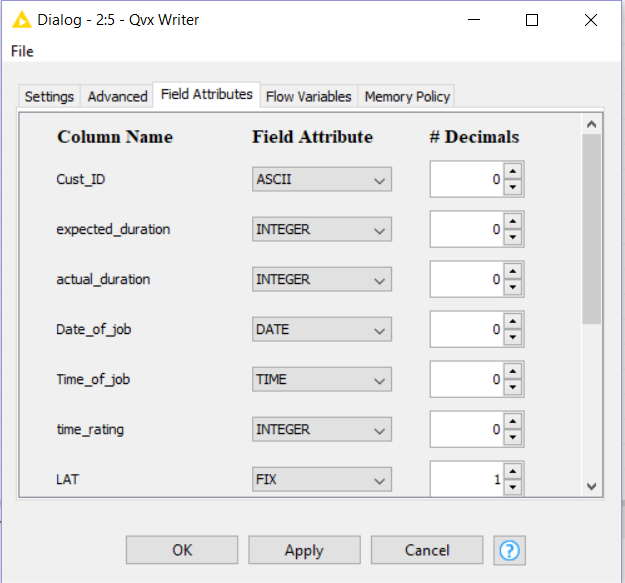 Dialog - 2:5 - Qvx Writer
File
Settings Advanced Field Attributes Flow Variables Memory Policy
Column Name Field Attribute # Decimals
Cust_ID ASCII 0
expected_duration INTEGER 0
actual_duration INTEGER 0
Date_of_job DATE 0
Time_of_job TIME 0
time_rating INTEGER 0
LAT FIX 1
OK Apply Cancel ?